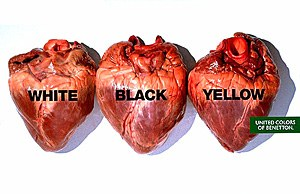 WHITE
BLACK
YELLOW
UNITED COLORS
OF BENETTON.